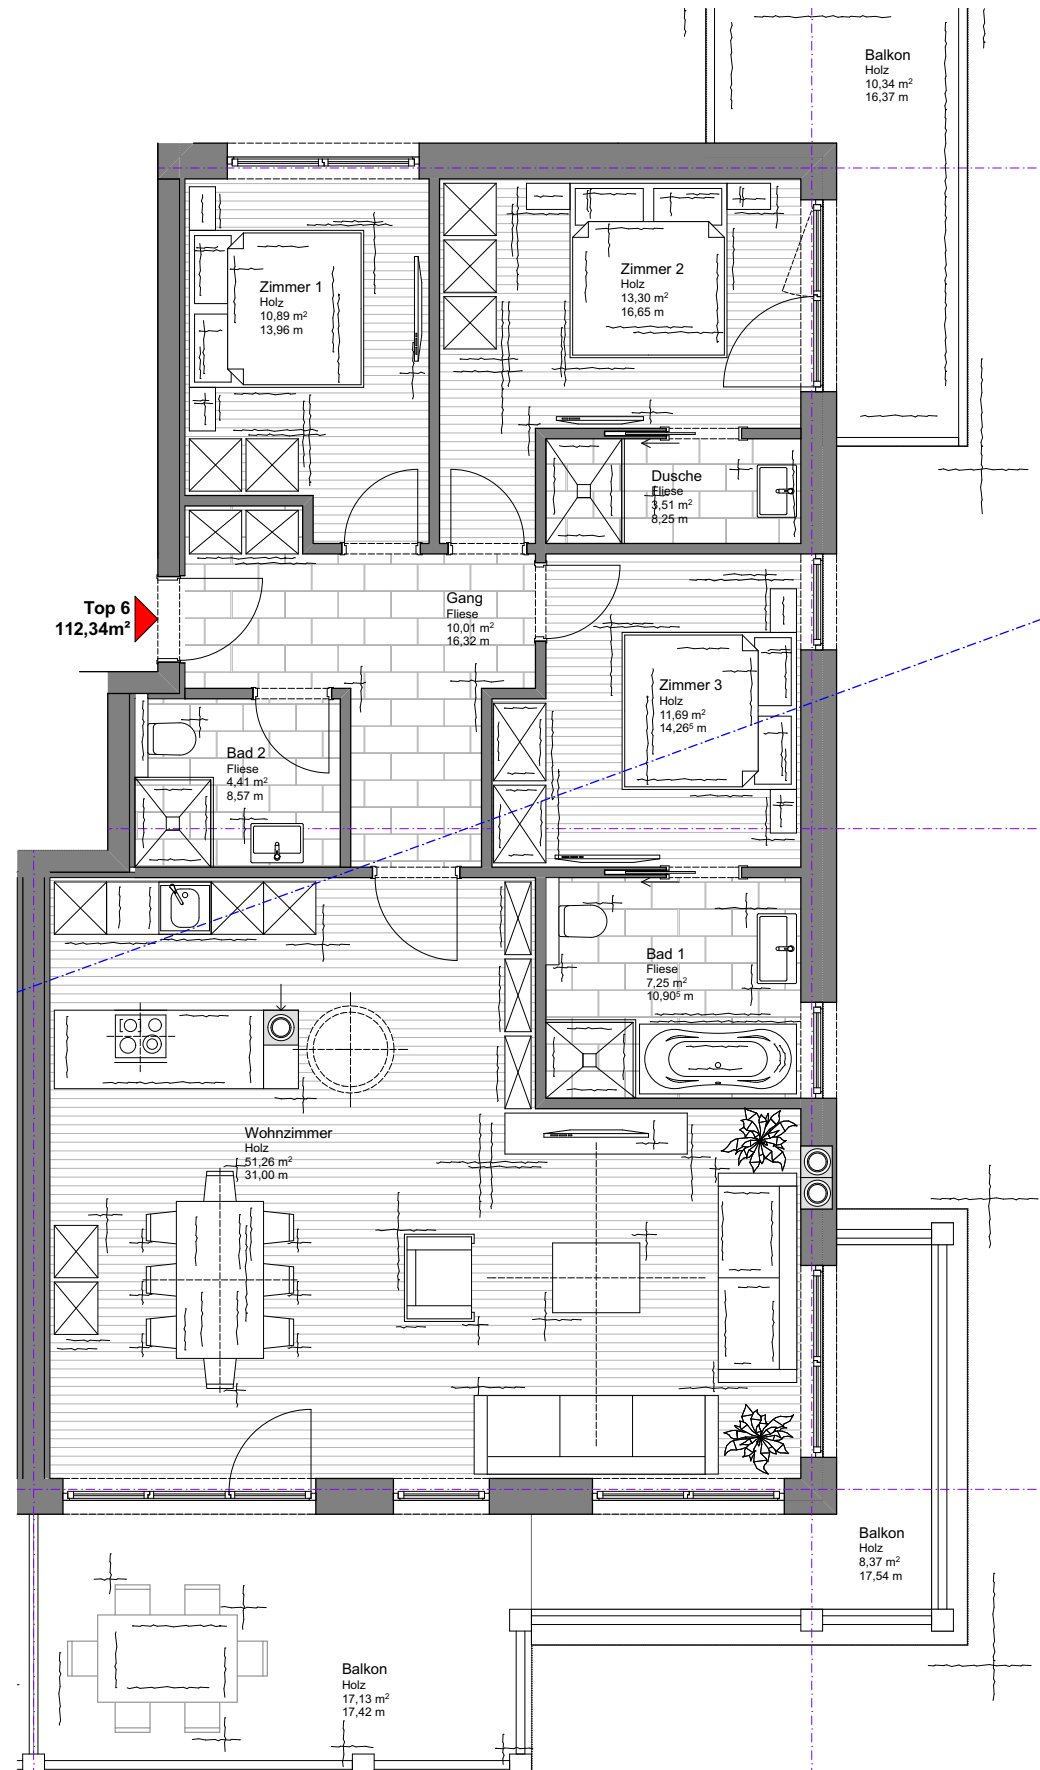 Balkon
Holz
10,34 m²
16,37 m
Zimmer 1
Holz
10,89 m²
13,96 m
Zimmer 2
Holz
13,30 m²
16,65 m
Dusche
Fliese
3,51 m²
8,25 m
Top 6
112,34m²
Gang
Fliese
10,01 m²
16,32 m
Zimmer 3
Holz
11,69 m²
14,26⁵ m
Bad 2
Fliese
4,41 m²
8,57 m
Bad 1
Fliese
7,25 m²
10,90⁵ m
Wohnzimmer
Holz
51,26 m²
31,00 m
Balkon
Holz
8,37 m²
17,54 m
Balkon
Holz
17,13 m²
17,42 m